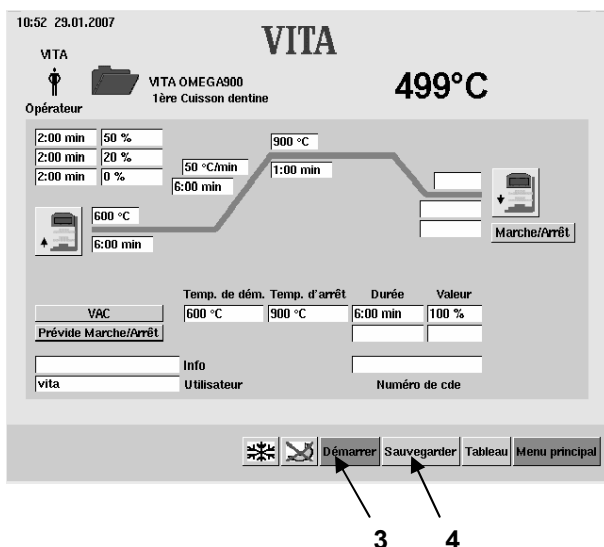 10:52 29.01.2007
VITA
VITA
VITA OMEGA900
1ère Cuisson dentine
499°C
Opérateur
2:00 min 50 %
2:00 min 20 %
2:00 min 0 %
50 °C/min
6:00 min
900 °C
1:00 min
600 °C
6:00 min
Marche/Arrêt
Temp. de dém. Temp. d'arrêt Durée Valeur
VAC 600 °C 900 °C 6:00 min 100 %
Prévide Marche/Arrêt
Info
vita Utilisateur Numéro de cde
Démarrer Sauvegarder Tableau Menu principal
3 4